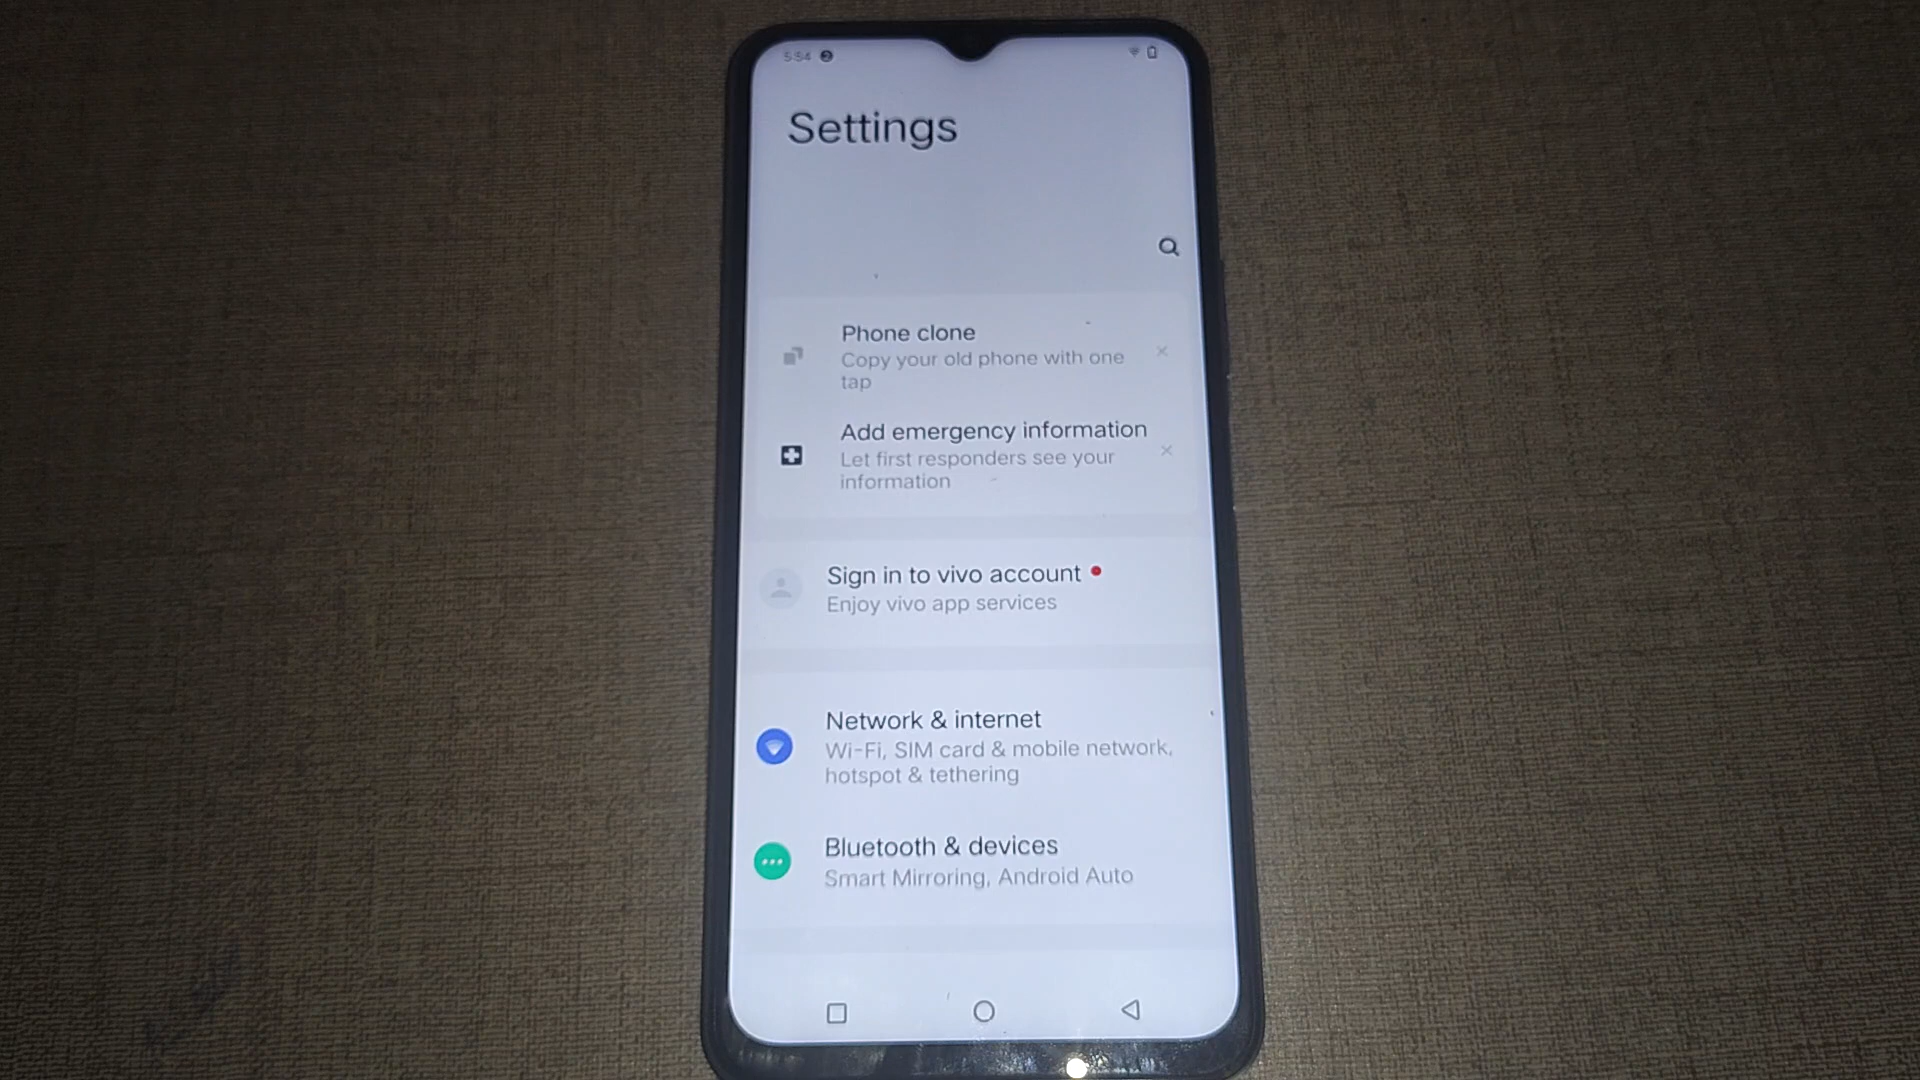 5:54
Settings
Phone clone
Copy your old phone with one
tap
Add emergency information
Let first responders see your
information
Sign in to vivo account
Enjoy vivo app services
Network & internet
Wi-Fi, SIM card & mobile network,
hotspot & tethering
Bluetooth & devices
Smart Mirroring, Android Auto